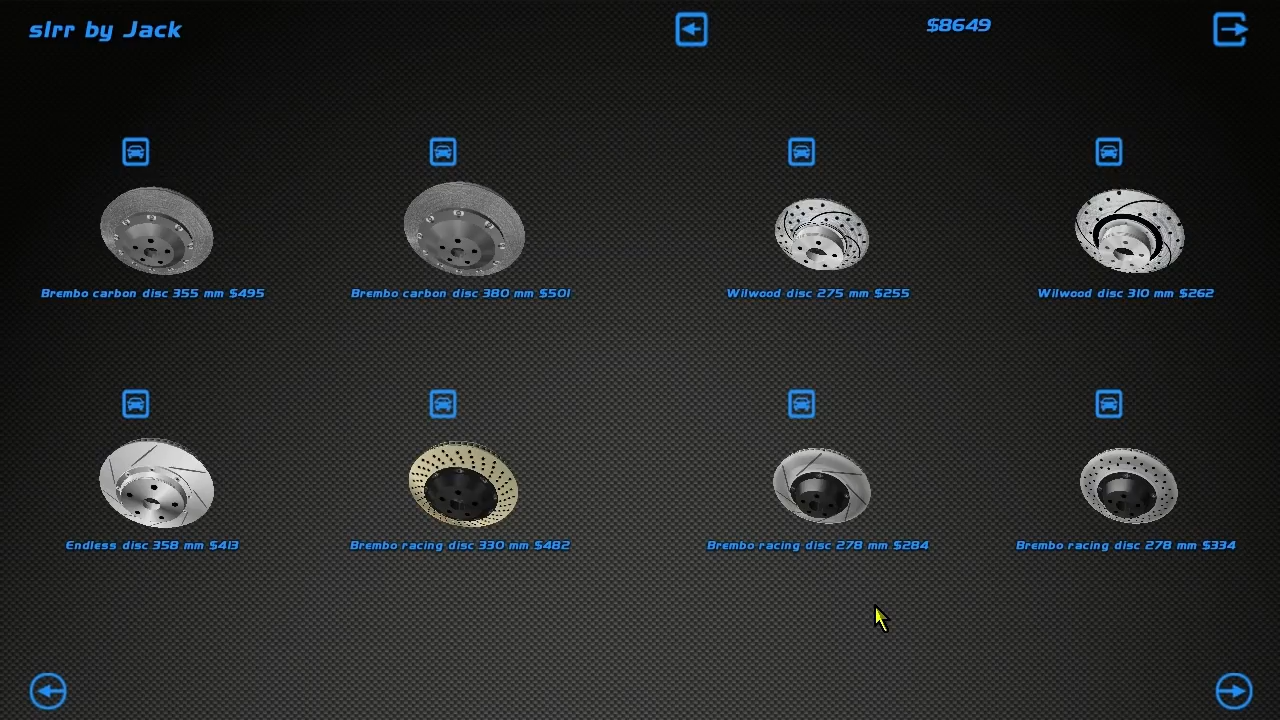 slrr by Jack
$8649
Brembo carbon disc 355 mm $495
Brembo carbon disc 380 mm $501
Wilwood disc 275 mm $255
Wilwood disc 310 mm $262
Endless disc 358 mm $413
Brembo racing disc 330 mm $482
Brembo racing disc 278 mm $284
Brembo racing disc 278 mm $334